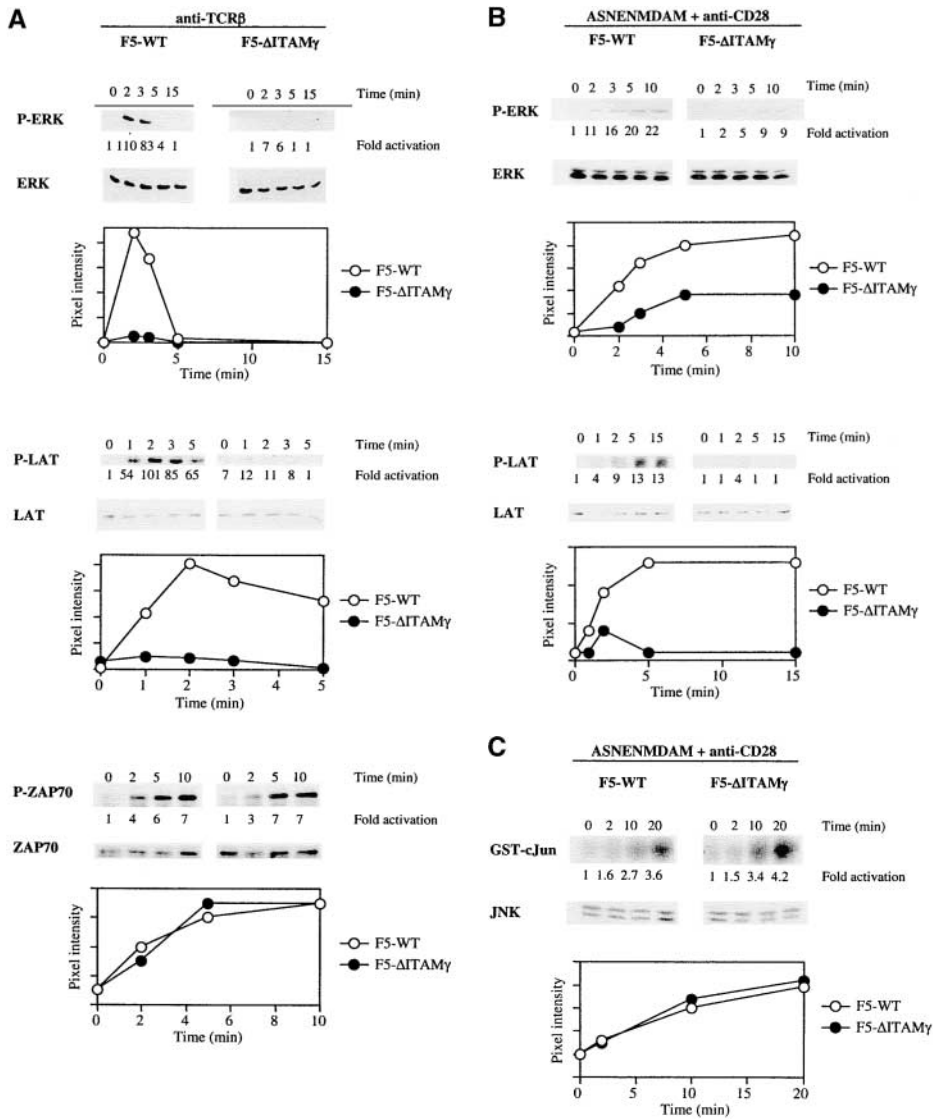 A
anti-TCRβ
F5-WT F5-ΔITAMγ
0 2 3 5 15 0 2 3 5 15 Time (min)
P-ERK
1 110 83 4 1 1 7 6 1 1 Fold activation
ERK
Pixel intensity
F5-WT
F5-ΔITAMγ
0 5 10 15
Time (min)
0 1 2 3 5 0 1 2 3 5 Time (min)
P-LAT
1 54 101 85 65 7 12 11 8 1 Fold activation
LAT
Pixel intensity
F5-WT
F5-ΔITAMγ
0 1 2 3 4 5
Time (min)
0 2 5 10 0 2 5 10 Time (min)
P-ZAP70
1 4 6 7 1 3 7 7 Fold activation
ZAP70
Pixel intensity
F5-WT
F5-ΔITAMγ
0 2 4 6 8 10
Time (min)
B
ASNENMDAM + anti-CD28
F5-WT F5-ΔITAMγ
0 2 3 5 10 0 2 3 5 10 Time (min)
P-ERK
1 11 16 20 22 1 2 5 9 9 Fold activation
ERK
Pixel intensity
F5-WT
F5-ΔITAMγ
0 2 4 6 8 10
Time (min)
0 1 2 5 15 0 1 2 5 15 Time (min)
P-LAT
1 4 9 13 13 1 1 4 1 1 Fold activation
LAT
Pixel intensity
F5-WT
F5-ΔITAMγ
0 5 10 15
Time (min)
C
ASNENMDAM + anti-CD28
F5-WT F5-ΔITAMγ
0 2 10 20 0 2 10 20 Time (min)
GST-cJun
1 1.6 2.7 3.6 1 1.5 3.4 4.2 Fold activation
JNK
Pixel intensity
F5-WT
F5-ΔITAMγ
0 5 10 15 20
Time (min)